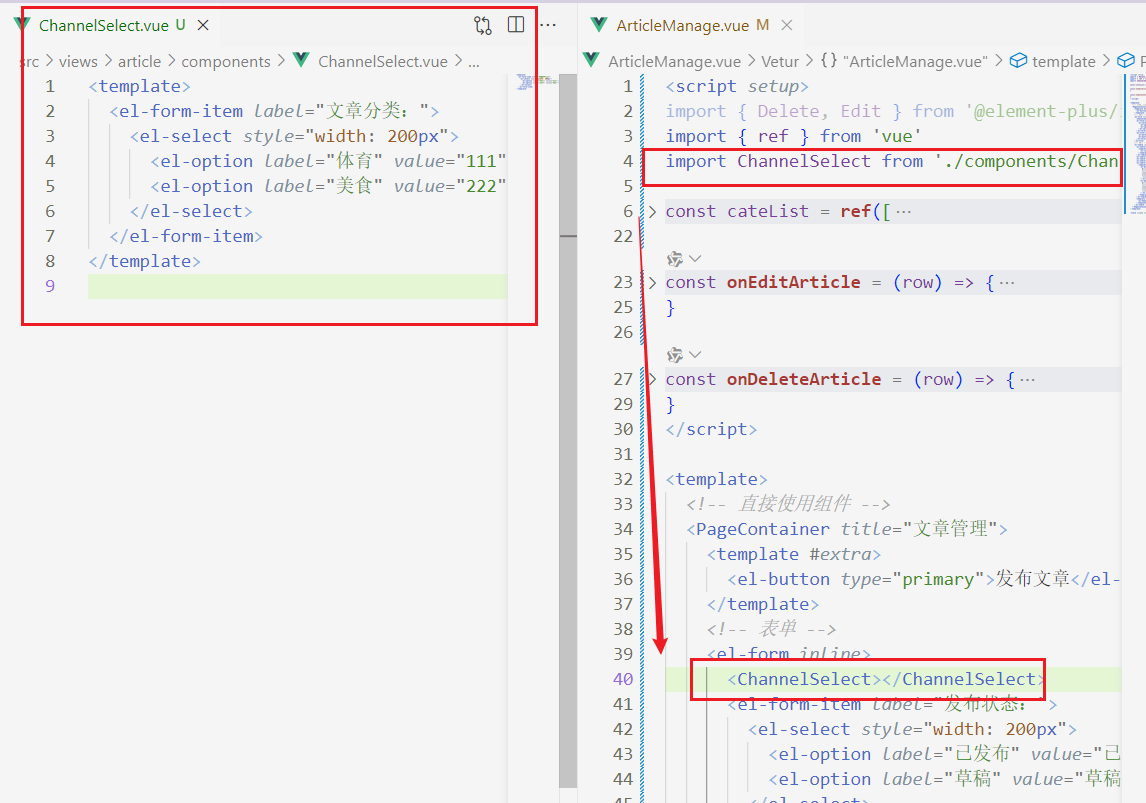 ChannelSelect.vue U
src > views > article > components > ChannelSelect.vue > ...
1 <template>
2 <el-form-item label="文章分类：">
3 <el-select style="width: 200px">
4 <el-option label="体育" value="111"
5 <el-option label="美食" value="222"
6 </el-select>
7 </el-form-item>
8 </template>
9
ArticleManage.vue M
ArticleManage.vue > Vetur > {} "ArticleManage.vue" > template >
1 <script setup>
2 import { Delete, Edit } from '@element-plus/
3 import { ref } from 'vue'
4 import ChannelSelect from './components/Chan
5
6 const cateList = ref([ ···
22
23 const onEditArticle = (row) => { ···
25 }
26
27 const onDeleteArticle = (row) => { ···
29 }
30 </script>
31
32 <template>
33 <!-- 直接使用组件 -->
34 <PageContainer title="文章管理">
35 <template #extra>
36 <el-button type="primary">发布文章</el-
37 </template>
38 <!-- 表单 -->
39 <el-form inline>
40 <ChannelSelect></ChannelSelect>
41 <el-form-item label="发布状态：">
42 <el-select style="width: 200px">
43 <el-option label="已发布" value="已
44 <el-option label="草稿" value="草稿
45 </el-select>